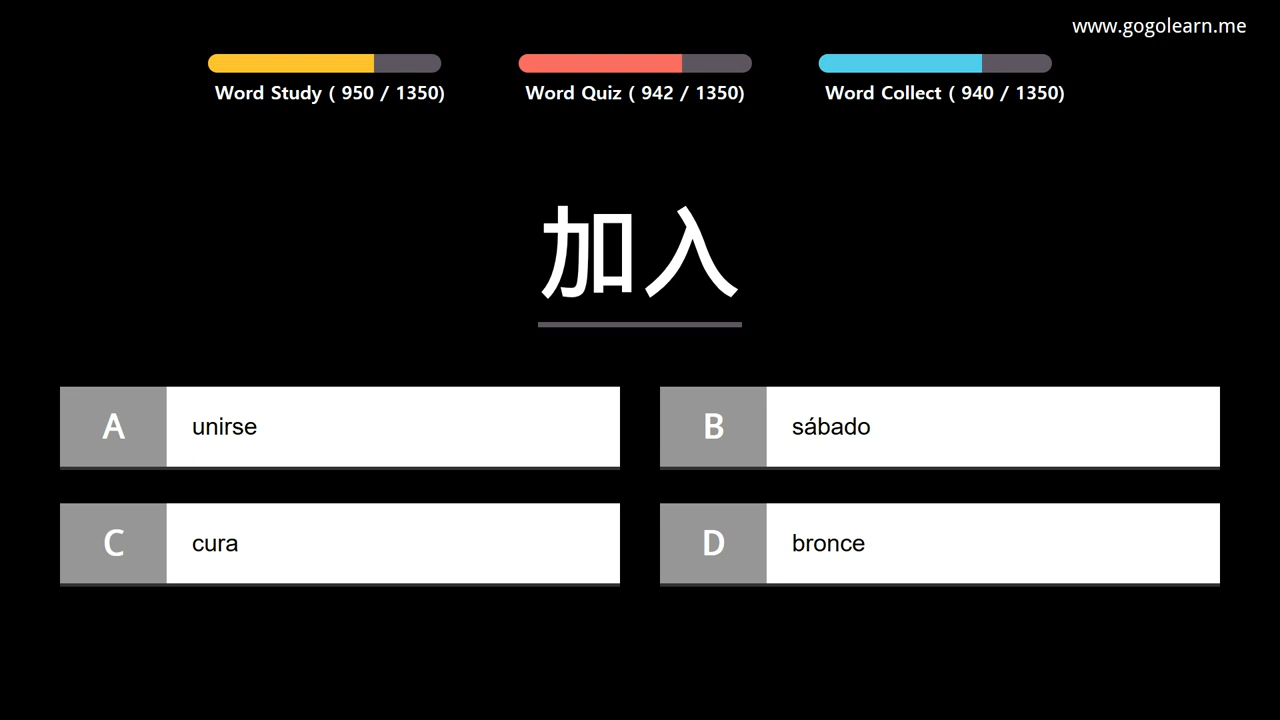 www.gogolearn.me
Word Study ( 950 / 1350)
Word Quiz ( 942 / 1350)
Word Collect ( 940 / 1350)
加入
A unirse
B sábado
C cura
D bronce